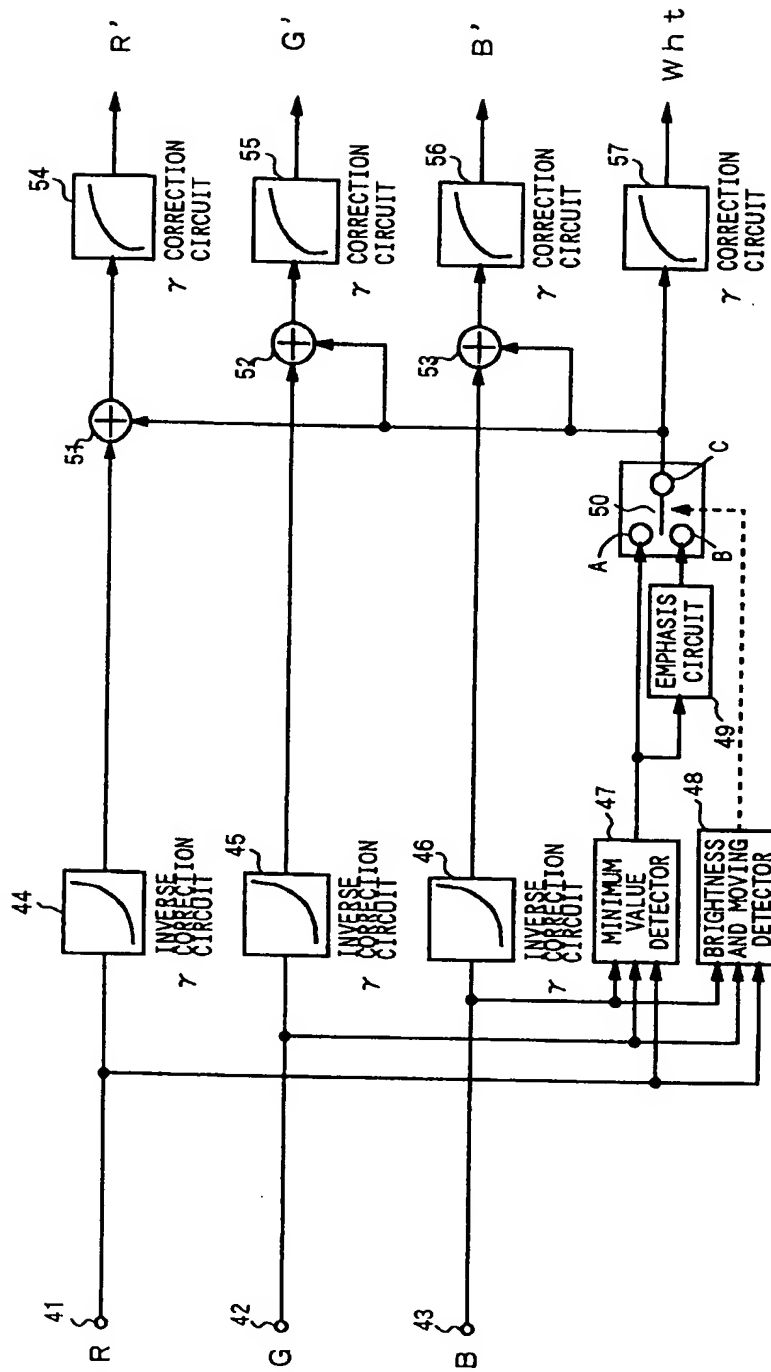 R
41
44
γ INVERSE
CORRECTION
CIRCUIT
51
54
γ CORRECTION
CIRCUIT
R'
G
42
45
γ INVERSE
CORRECTION
CIRCUIT
52
55
γ CORRECTION
CIRCUIT
G'
B
43
46
γ INVERSE
CORRECTION
CIRCUIT
53
56
γ CORRECTION
CIRCUIT
B'
47
MINIMUM
VALUE
DETECTOR
48
BRIGHTNESS
AND MOVING
DETECTOR
EMPHASIS
CIRCUIT
49
50
A
B
C
57
γ CORRECTION
CIRCUIT
Wht